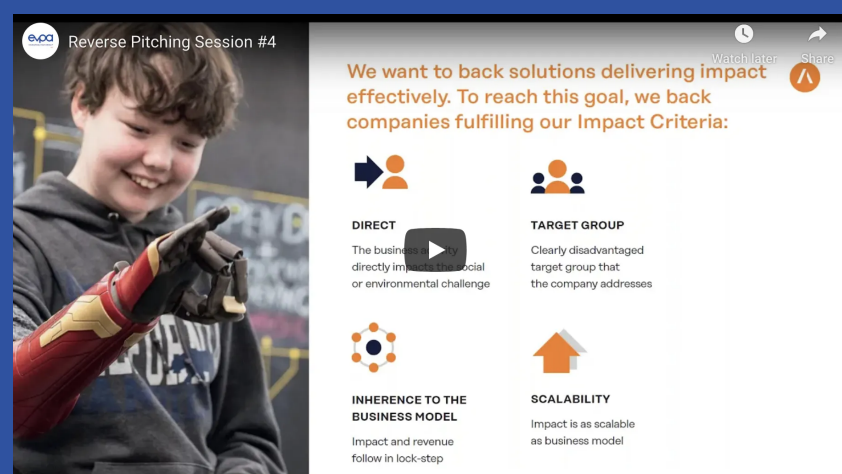 evpa
Reverse Pitching Session #4
Watch later
Share
We want to back solutions delivering impact
effectively. To reach this goal, we back
companies fulfilling our Impact Criteria:
DIRECT
The business activity
directly impacts the social
or environmental challenge
TARGET GROUP
Clearly disadvantaged
target group that
the company addresses
INHERENCE TO THE
BUSINESS MODEL
Impact and revenue
follow in lock-step
SCALABILITY
Impact is as scalable
as business model